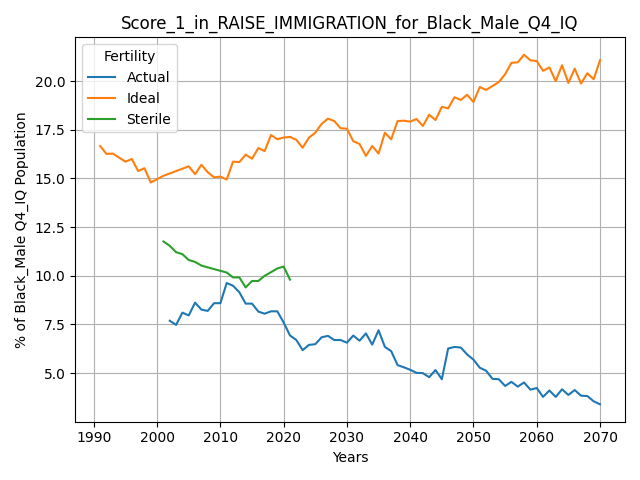 Score_1_in_RAISE_IMMIGRATION_for_Black_Male_Q4_IQ
Fertility
Actual
Ideal
Sterile
% of Black_Male Q4_IQ Population
20.0
17.5
15.0
12.5
10.0
7.5
5.0
1990 2000 2010 2020 2030 2040 2050 2060 2070
Years